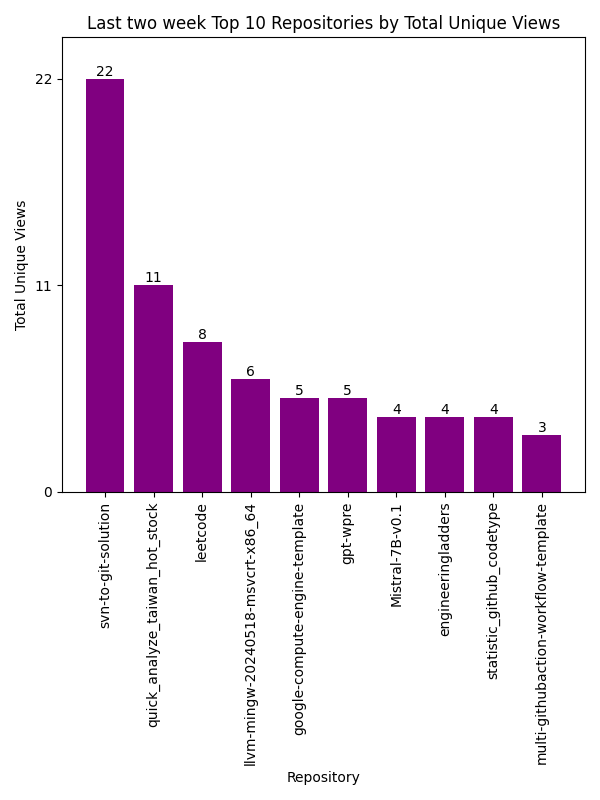 Last two week Top 10 Repositories by Total Unique Views
Total Unique Views
22
11
0
22
11
8
6
5
5
4
4
4
3
svn-to-git-solution
quick_analyze_taiwan_hot_stock
leetcode
llvm-mingw-20240518-msvcrt-x86_64
google-compute-engine-template
gpt-wpre
Mistral-7B-v0.1
engineeringladders
statistic_github_codetype
multi-githubaction-workflow-template
Repository